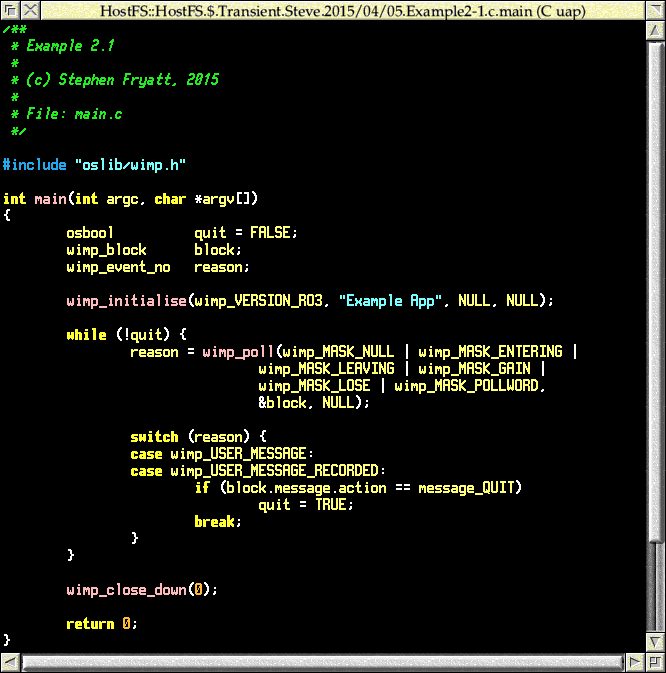 HostFS::HostFS.$.Transient.Steve.2015/04/05.Example2-1.c.main (C uap)
/**
 * Example 2.1
 *
 * (c) Stephen Fryatt, 2015
 *
 * File: main.c
 */
#include "oslib/wimp.h"
int main(int argc, char *argv[])
{
        osbool          quit = FALSE;
        wimp_block      block;
        wimp_event_no   reason;
        wimp_initialise(wimp_VERSION_RO3, "Example App", NULL, NULL);
        while (!quit) {
                reason = wimp_poll(wimp_MASK_NULL | wimp_MASK_ENTERING |
                                wimp_MASK_LEAVING | wimp_MASK_GAIN |
                                wimp_MASK_LOSE | wimp_MASK_POLLWORD,
                                &block, NULL);
                switch (reason) {
                case wimp_USER_MESSAGE:
                case wimp_USER_MESSAGE_RECORDED:
                        if (block.message.action == message_QUIT)
                                quit = TRUE;
                        break;
                }
        }
        wimp_close_down(0);
        return 0;
}